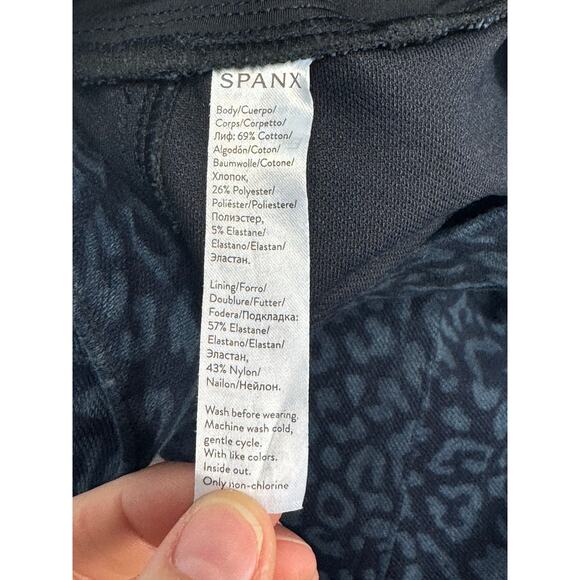 SPANX
Body/Cuerpo/
Corps/Corpetto/
Лиф: 69% Cotton/
Algodón/Coton/
Baumwolle/Cotone/
Хлопок,
26% Polyester/
Poliéster/Poliestere/
Полиэстер,
5% Elastane/
Elastano/Elastan/
Эластан.
Lining/Forro/
Doublure/Futter/
Fodera/Подкладка:
57% Elastane/
Elastano/Elastan/
Эластан,
43% Nylon/
Nailon/Нейлон.
Wash before wearing.
Machine wash cold,
gentle cycle.
With like colors.
Inside out.
Only non-chlorine